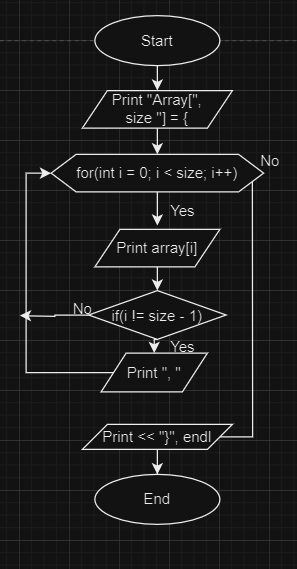 Start
Print "Array[",
size "] = {
for(int i = 0; i < size; i++)
No
Yes
Print array[i]
No
if(i != size - 1)
Yes
Print ", "
Print << "}", endl
End